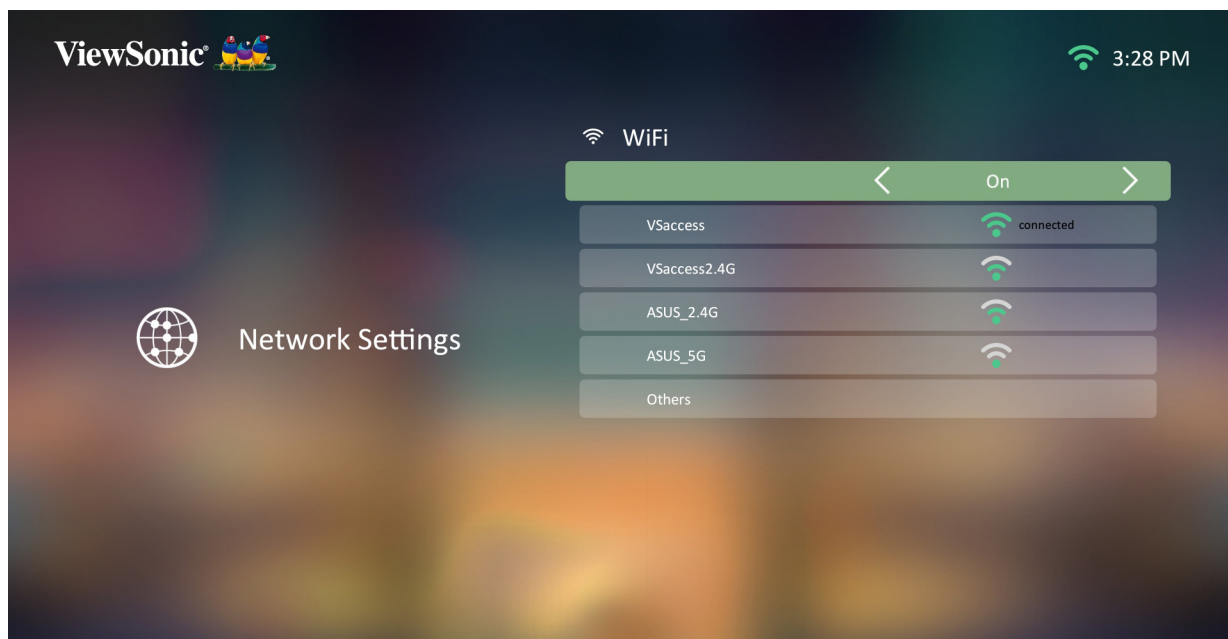 ViewSonic®
3:28 PM
WiFi
On
VSaccess connected
VSaccess2.4G
ASUS_2.4G
Network Settings
ASUS_5G
Others